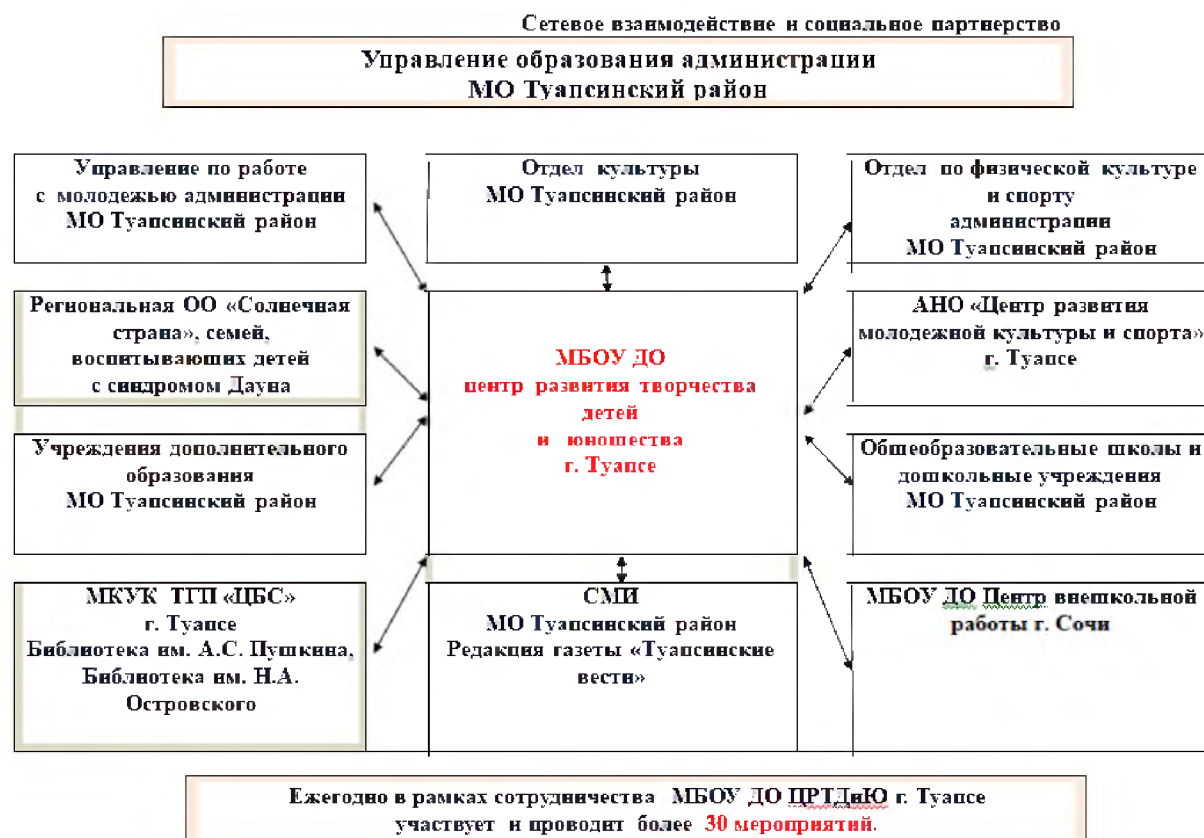 Сетевое взаимодействие и социальное партнерство
Управление образования администрации
МО Туапсинский район
Управление по работе
с молодежью администрации
МО Туапсинский район
Отдел культуры
МО Туапсинский район
Отдел по физической культуре
и спорту
администрации
МО Туапсинский район
Региональная ОО «Солнечная
страна», семей,
воспитывающих детей
с синдромом Дауна
МБОУ ДО
центр развития творчества
детей
и юношества
г. Туапсе
АНО «Центр развития
молодежной культуры и спорта»
г. Туапсе
Учреждения дополнительного
образования
МО Туапсинский район
Общеобразовательные школы и
дошкольные учреждения
МО Туапсинский район
МКУК ТГП «ЦБС»
г. Туапсе
Библиотека им. А.С. Пушкина,
Библиотека им. Н.А.
Островского
СМИ
МО Туапсинский район
Редакция газеты «Туапсинские
вести»
МБОУ ДО Центр внешкольной
работы г. Сочи
Ежегодно в рамках сотрудничества МБОУ ДО ЦРТДиЮ г. Туапсе
участвует и проводит более 30 мероприятий.